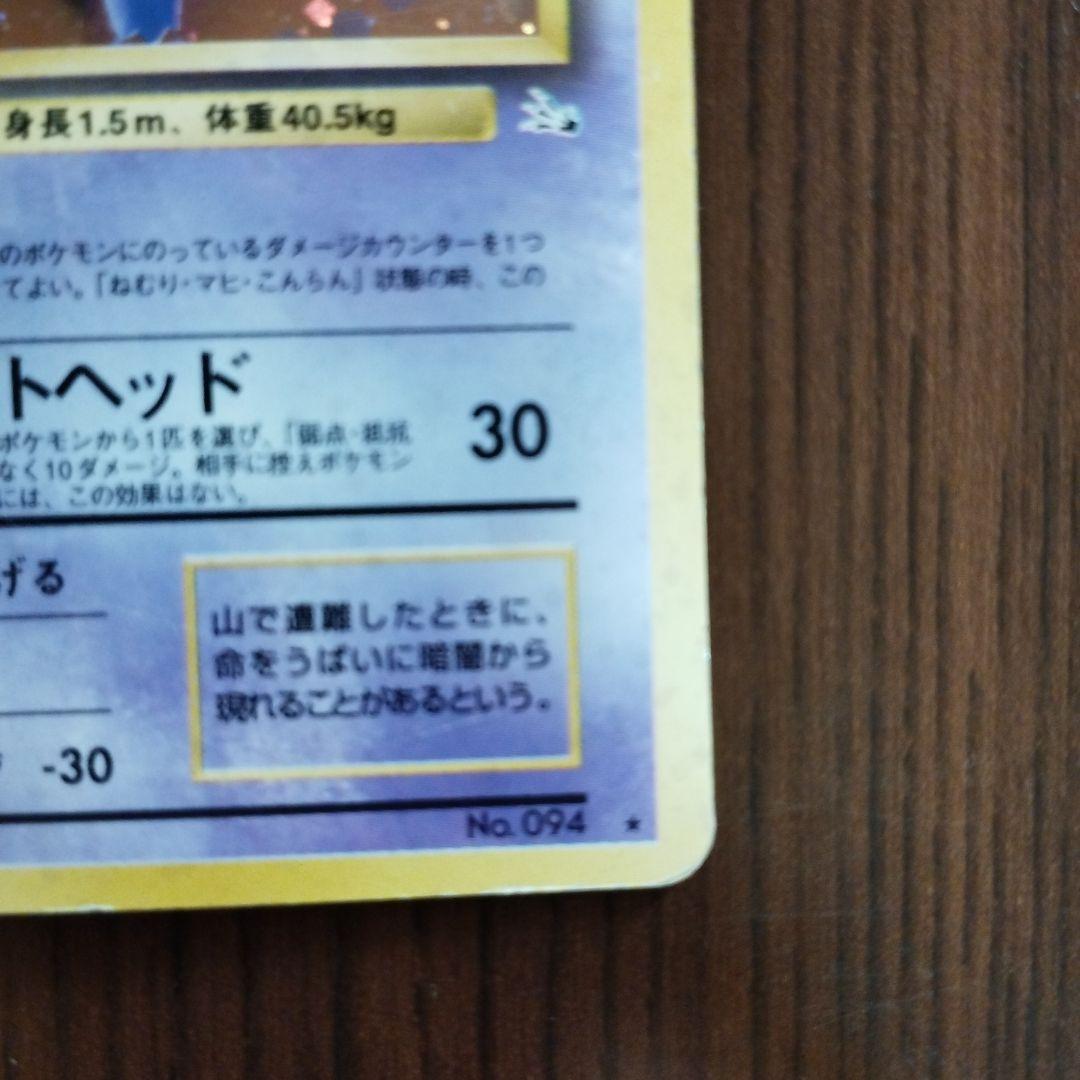 身長1.5m、体重40.5kg
のポケモンにのっているダメージカウンターを1つ
てよい。「ねむり・マヒ・こんらん」状態の時、この
トヘッド
30
ポケモンから1匹を選び、「弱点・抵抗
なく10ダメージ。相手に控えポケモン
には、この効果はない。
げる
山で遭難したときに、
命をうばいに暗闇から
現れることがあるという。
-30
No.094 ★